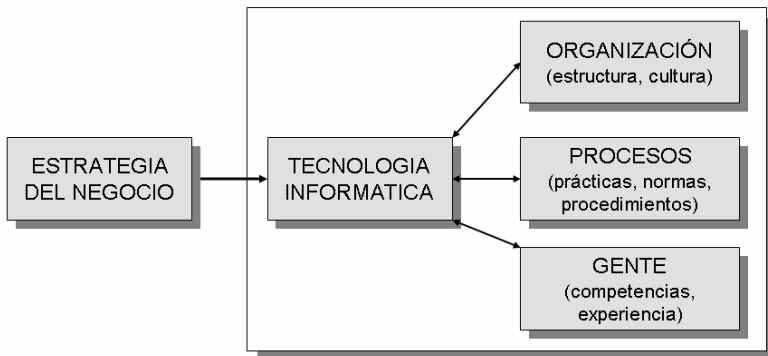 ORGANIZACIÓN
(estructura, cultura)
ESTRATEGIA
DEL NEGOCIO
TECNOLOGIA
INFORMATICA
PROCESOS
(prácticas, normas,
procedimientos)
GENTE
(competencias,
experiencia)